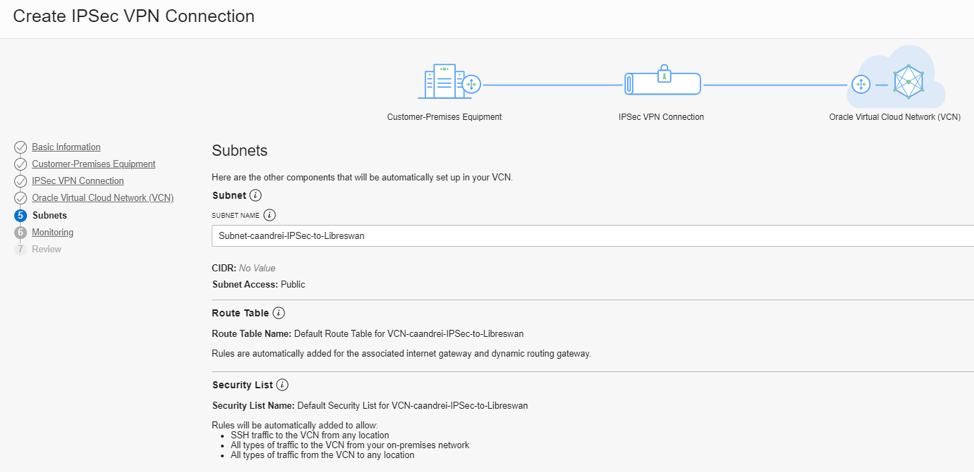 Create IPSec VPN Connection
Customer-Premises Equipment
IPSec VPN Connection
Oracle Virtual Cloud Network (VCN)
Basic Information
Customer-Premises Equipment
IPSec VPN Connection
Oracle Virtual Cloud Network (VCN)
5 Subnets
6 Monitoring
7 Review
Subnets
Here are the other components that will be automatically set up in your VCN.
Subnet i
SUBNET NAME i
Subnet-caandrei-IPSec-to-Libreswan
CIDR: No Value
Subnet Access: Public
Route Table i
Route Table Name: Default Route Table for VCN-caandrei-IPSec-to-Libreswan
Rules are automatically added for the associated internet gateway and dynamic routing gateway.
Security List i
Security List Name: Default Security List for VCN-caandrei-IPSec-to-Libreswan
Rules will be automatically added to allow:
• SSH traffic to the VCN from any location
• All types of traffic to the VCN from your on-premises network
• All types of traffic from the VCN to any location